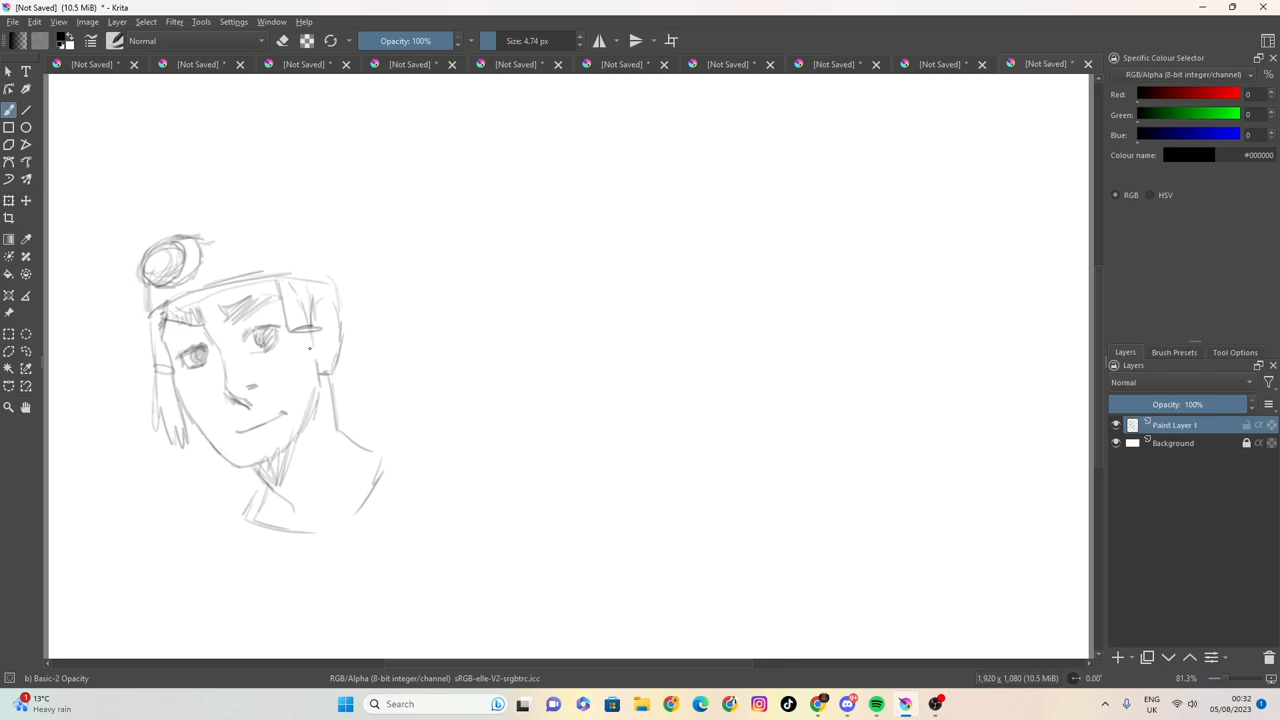 [Not Saved] (10.5 MiB) * - Krita
File Edit View Image Layer Select Filter Tools Settings Window Help
Normal Opacity: 100% Size: 4.74 px
[Not Saved] * [Not Saved] * [Not Saved] * [Not Saved] * [Not Saved] * [Not Saved] * [Not Saved] * [Not Saved] * [Not Saved] * [Not Saved] *
Specific Colour Selector
RGB/Alpha (8-bit integer/channel) %
Red: 0
Green: 0
Blue: 0
Colour name: #000000
RGB HSV
Layers Brush Presets Tool Options
Layers
Normal
Opacity: 100%
Paint Layer 1
Background
b) Basic-2 Opacity RGB/Alpha (8-bit integer/channel) sRGB-elle-V2-srgbtrc.icc 1,920 x 1,080 (10.5 MiB) 0.00° 81.3%
13°C
Heavy rain
Search
ENG
UK
00:32
05/08/2023